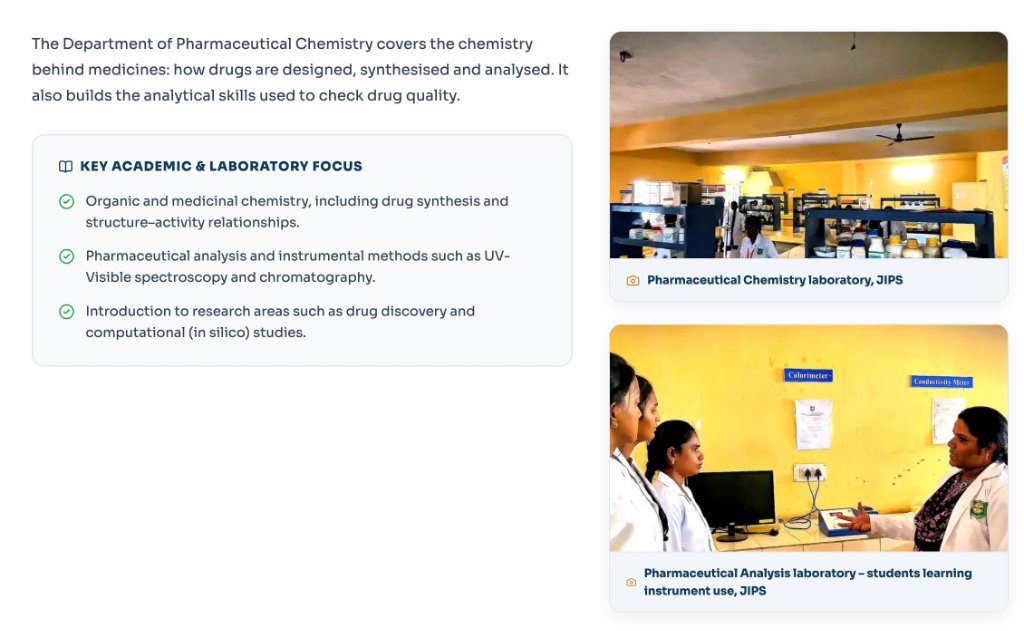 The Department of Pharmaceutical Chemistry covers the chemistry
behind medicines: how drugs are designed, synthesised and analysed. It
also builds the analytical skills used to check drug quality.
KEY ACADEMIC & LABORATORY FOCUS
Organic and medicinal chemistry, including drug synthesis and
structure–activity relationships.
Pharmaceutical analysis and instrumental methods such as UV-
Visible spectroscopy and chromatography.
Introduction to research areas such as drug discovery and
computational (in silico) studies.
Pharmaceutical Chemistry laboratory, JIPS
Colorimeter
Conductivity Meter
Pharmaceutical Analysis laboratory – students learning
instrument use, JIPS